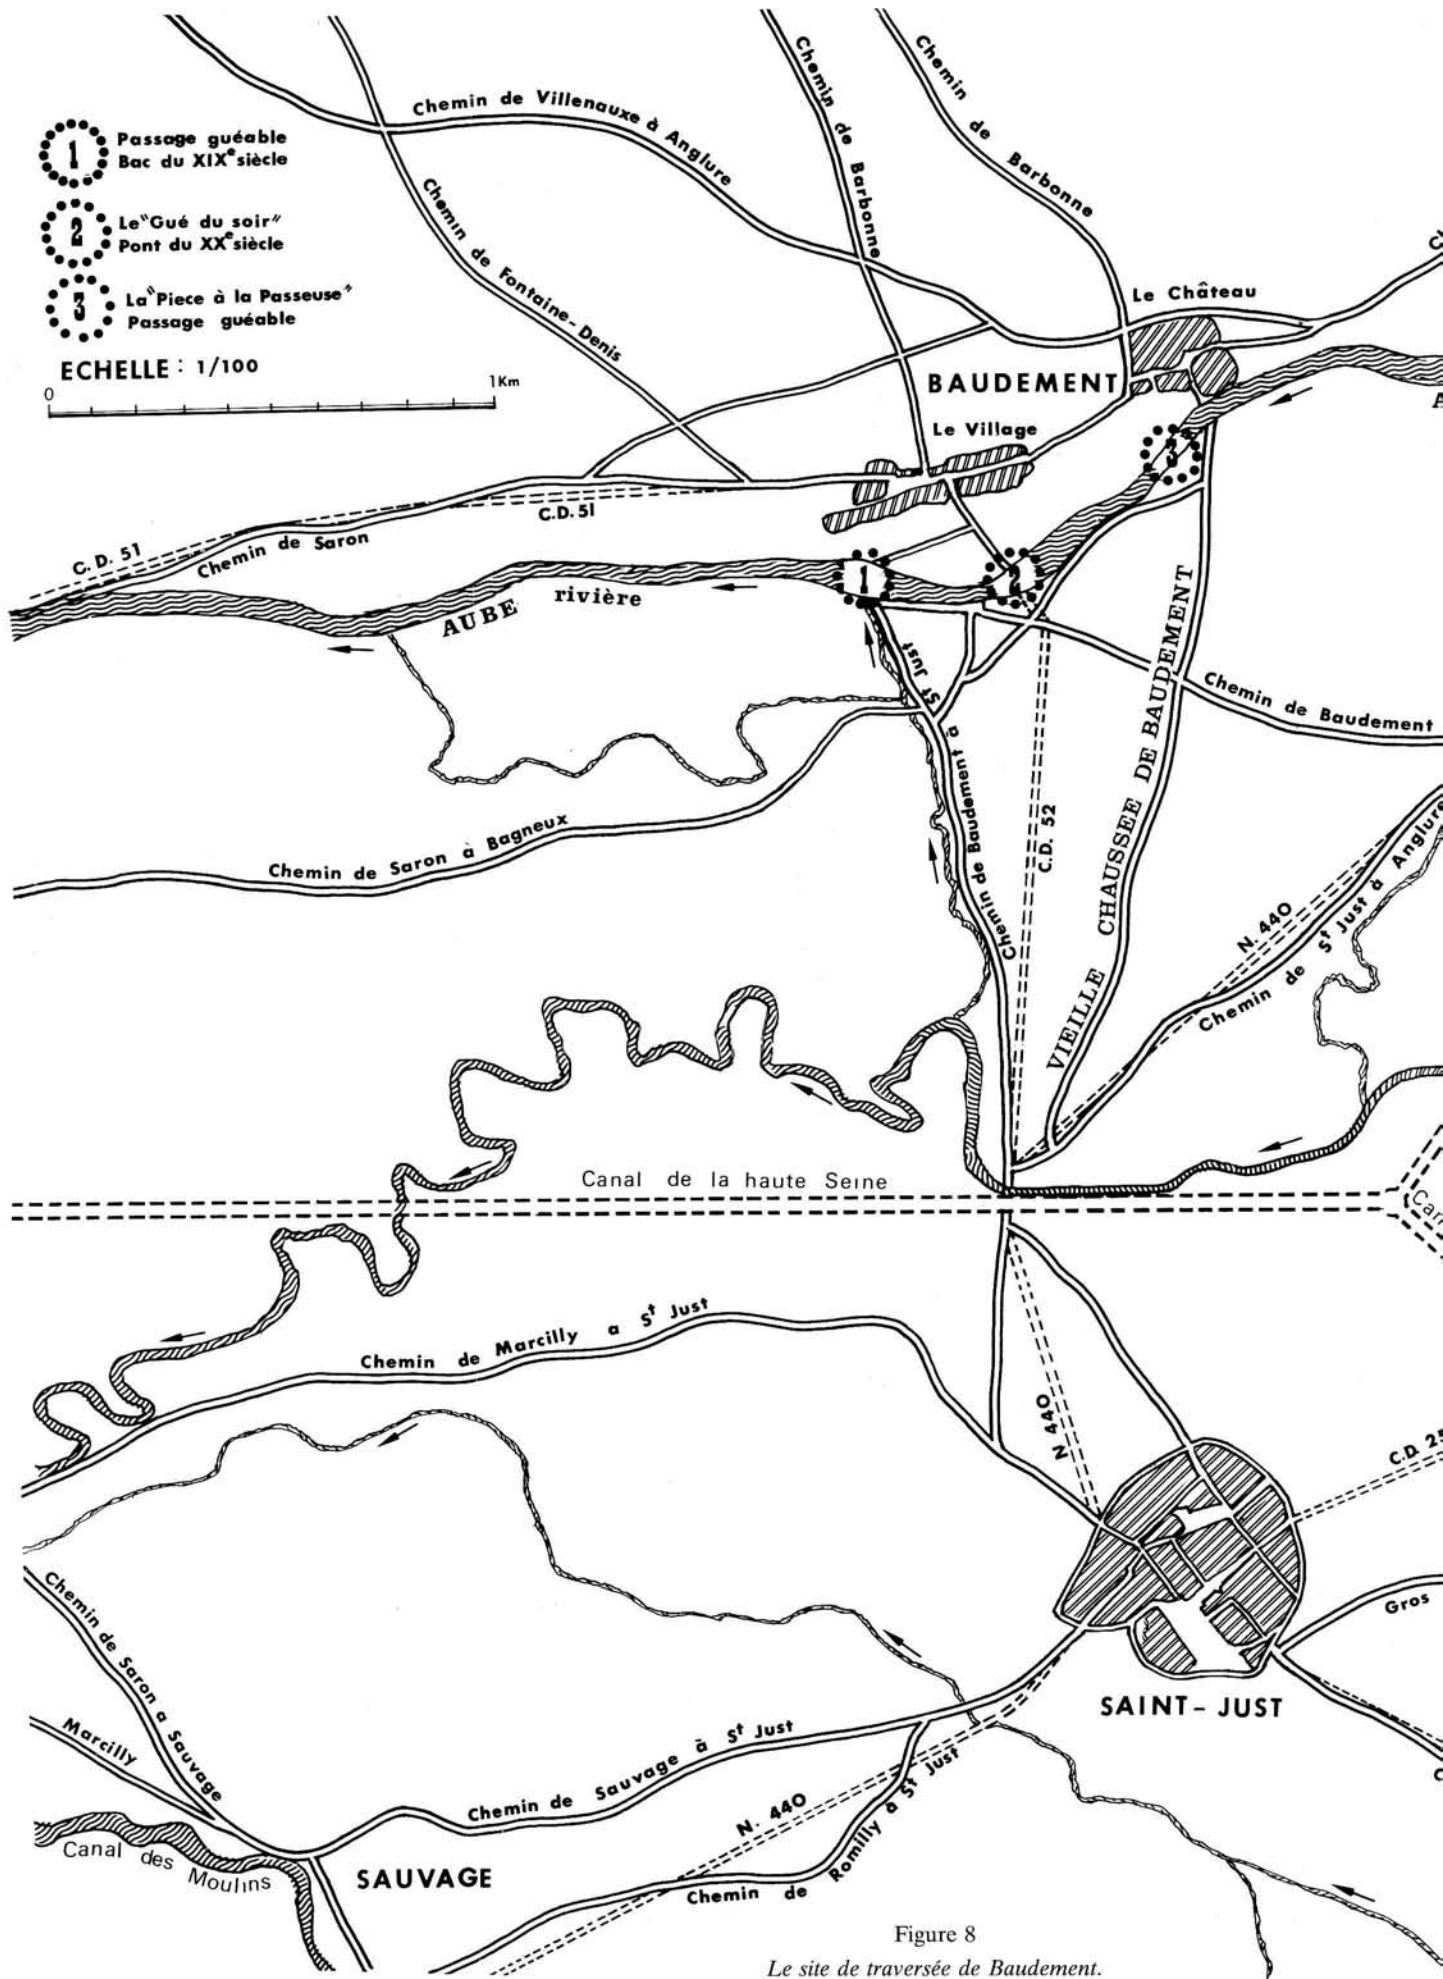 1
Passage guéable
Bac du XIXe siècle
2
Le "Gué du soir"
Pont du XXe siècle
3
La "Piece à la Passeuse"
Passage guéable
ECHELLE : 1/100
0
1Km
Chemin de Villenauxe à Anglure
Chemin de Barbonne
Chemin de Barbonne
Chemin de Fontaine-Denis
Le Château
BAUDEMENT
Le Village
3
C.D. 51
C.D. 51
Chemin de Saron
AUBE rivière
1
2
Chemin de Baudement à St Just
C.D. 52
VIEILLE CHAUSSEE DE BAUDEMENT
Chemin de Baudement
Chemin de Saron à Bagneux
N. 440
Chemin de St Just à Anglure
Canal de la haute Seine
Chemin de Marcilly a St Just
N 440
C.D. 25
Gros
SAINT-JUST
Chemin de Saron a Sauvage
Marcilly
Canal des Moulins
SAUVAGE
Chemin de Sauvage à St Just
N. 440
Chemin de Romilly à St Just
Figure 8
Le site de traversée de Baudement.